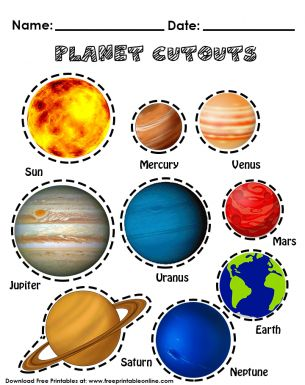 Name: Date:
PLANET CUTOUTS
Sun
Mercury
Venus
Jupiter
Uranus
Mars
Earth
Saturn
Neptune
Download Free Printables at: www.freeprintableonline.com